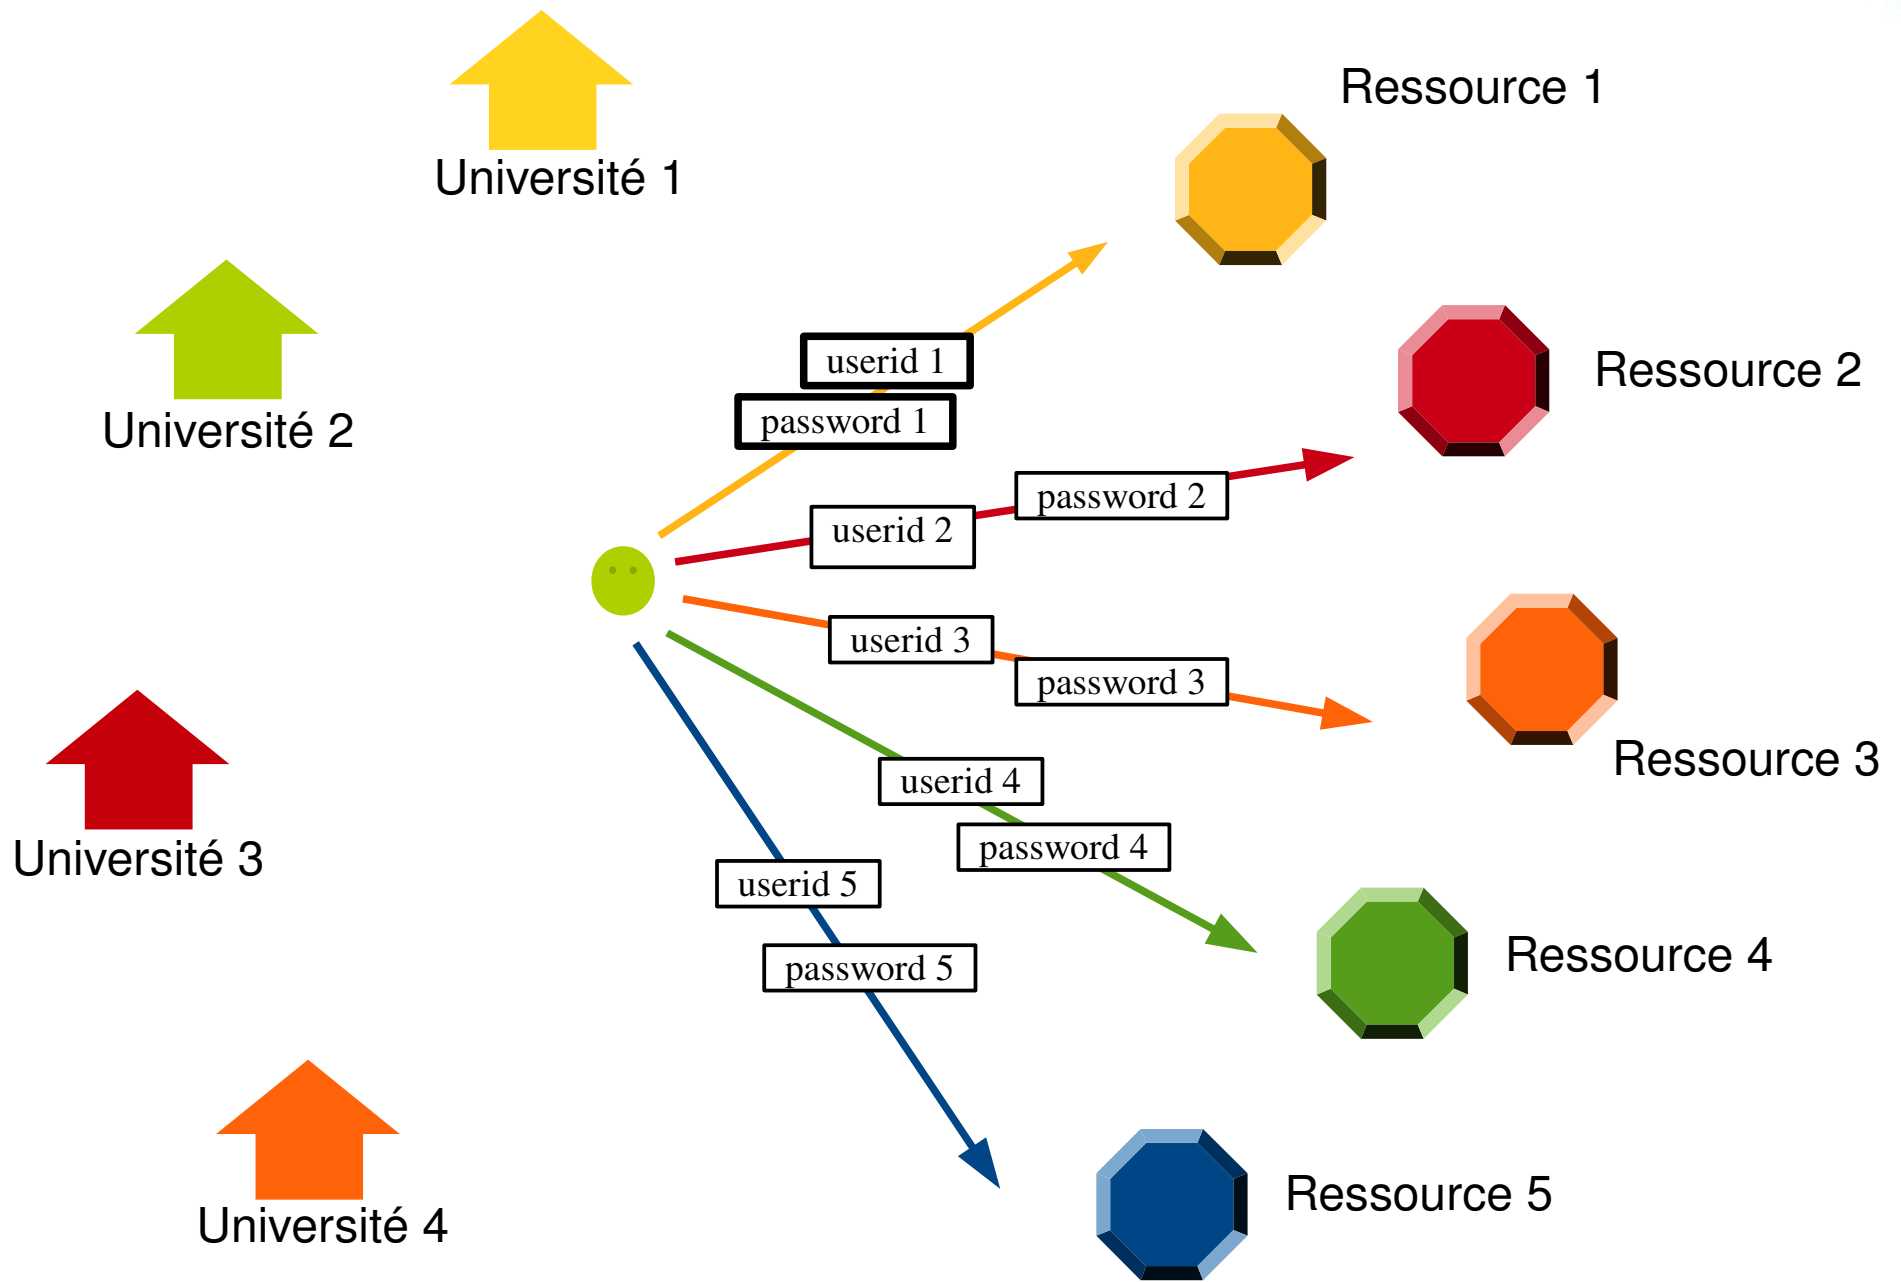 Université 1
Université 2
Université 3
Université 4
userid 1
password 1
userid 2
password 2
userid 3
password 3
userid 4
password 4
userid 5
password 5
Ressource 1
Ressource 2
Ressource 3
Ressource 4
Ressource 5